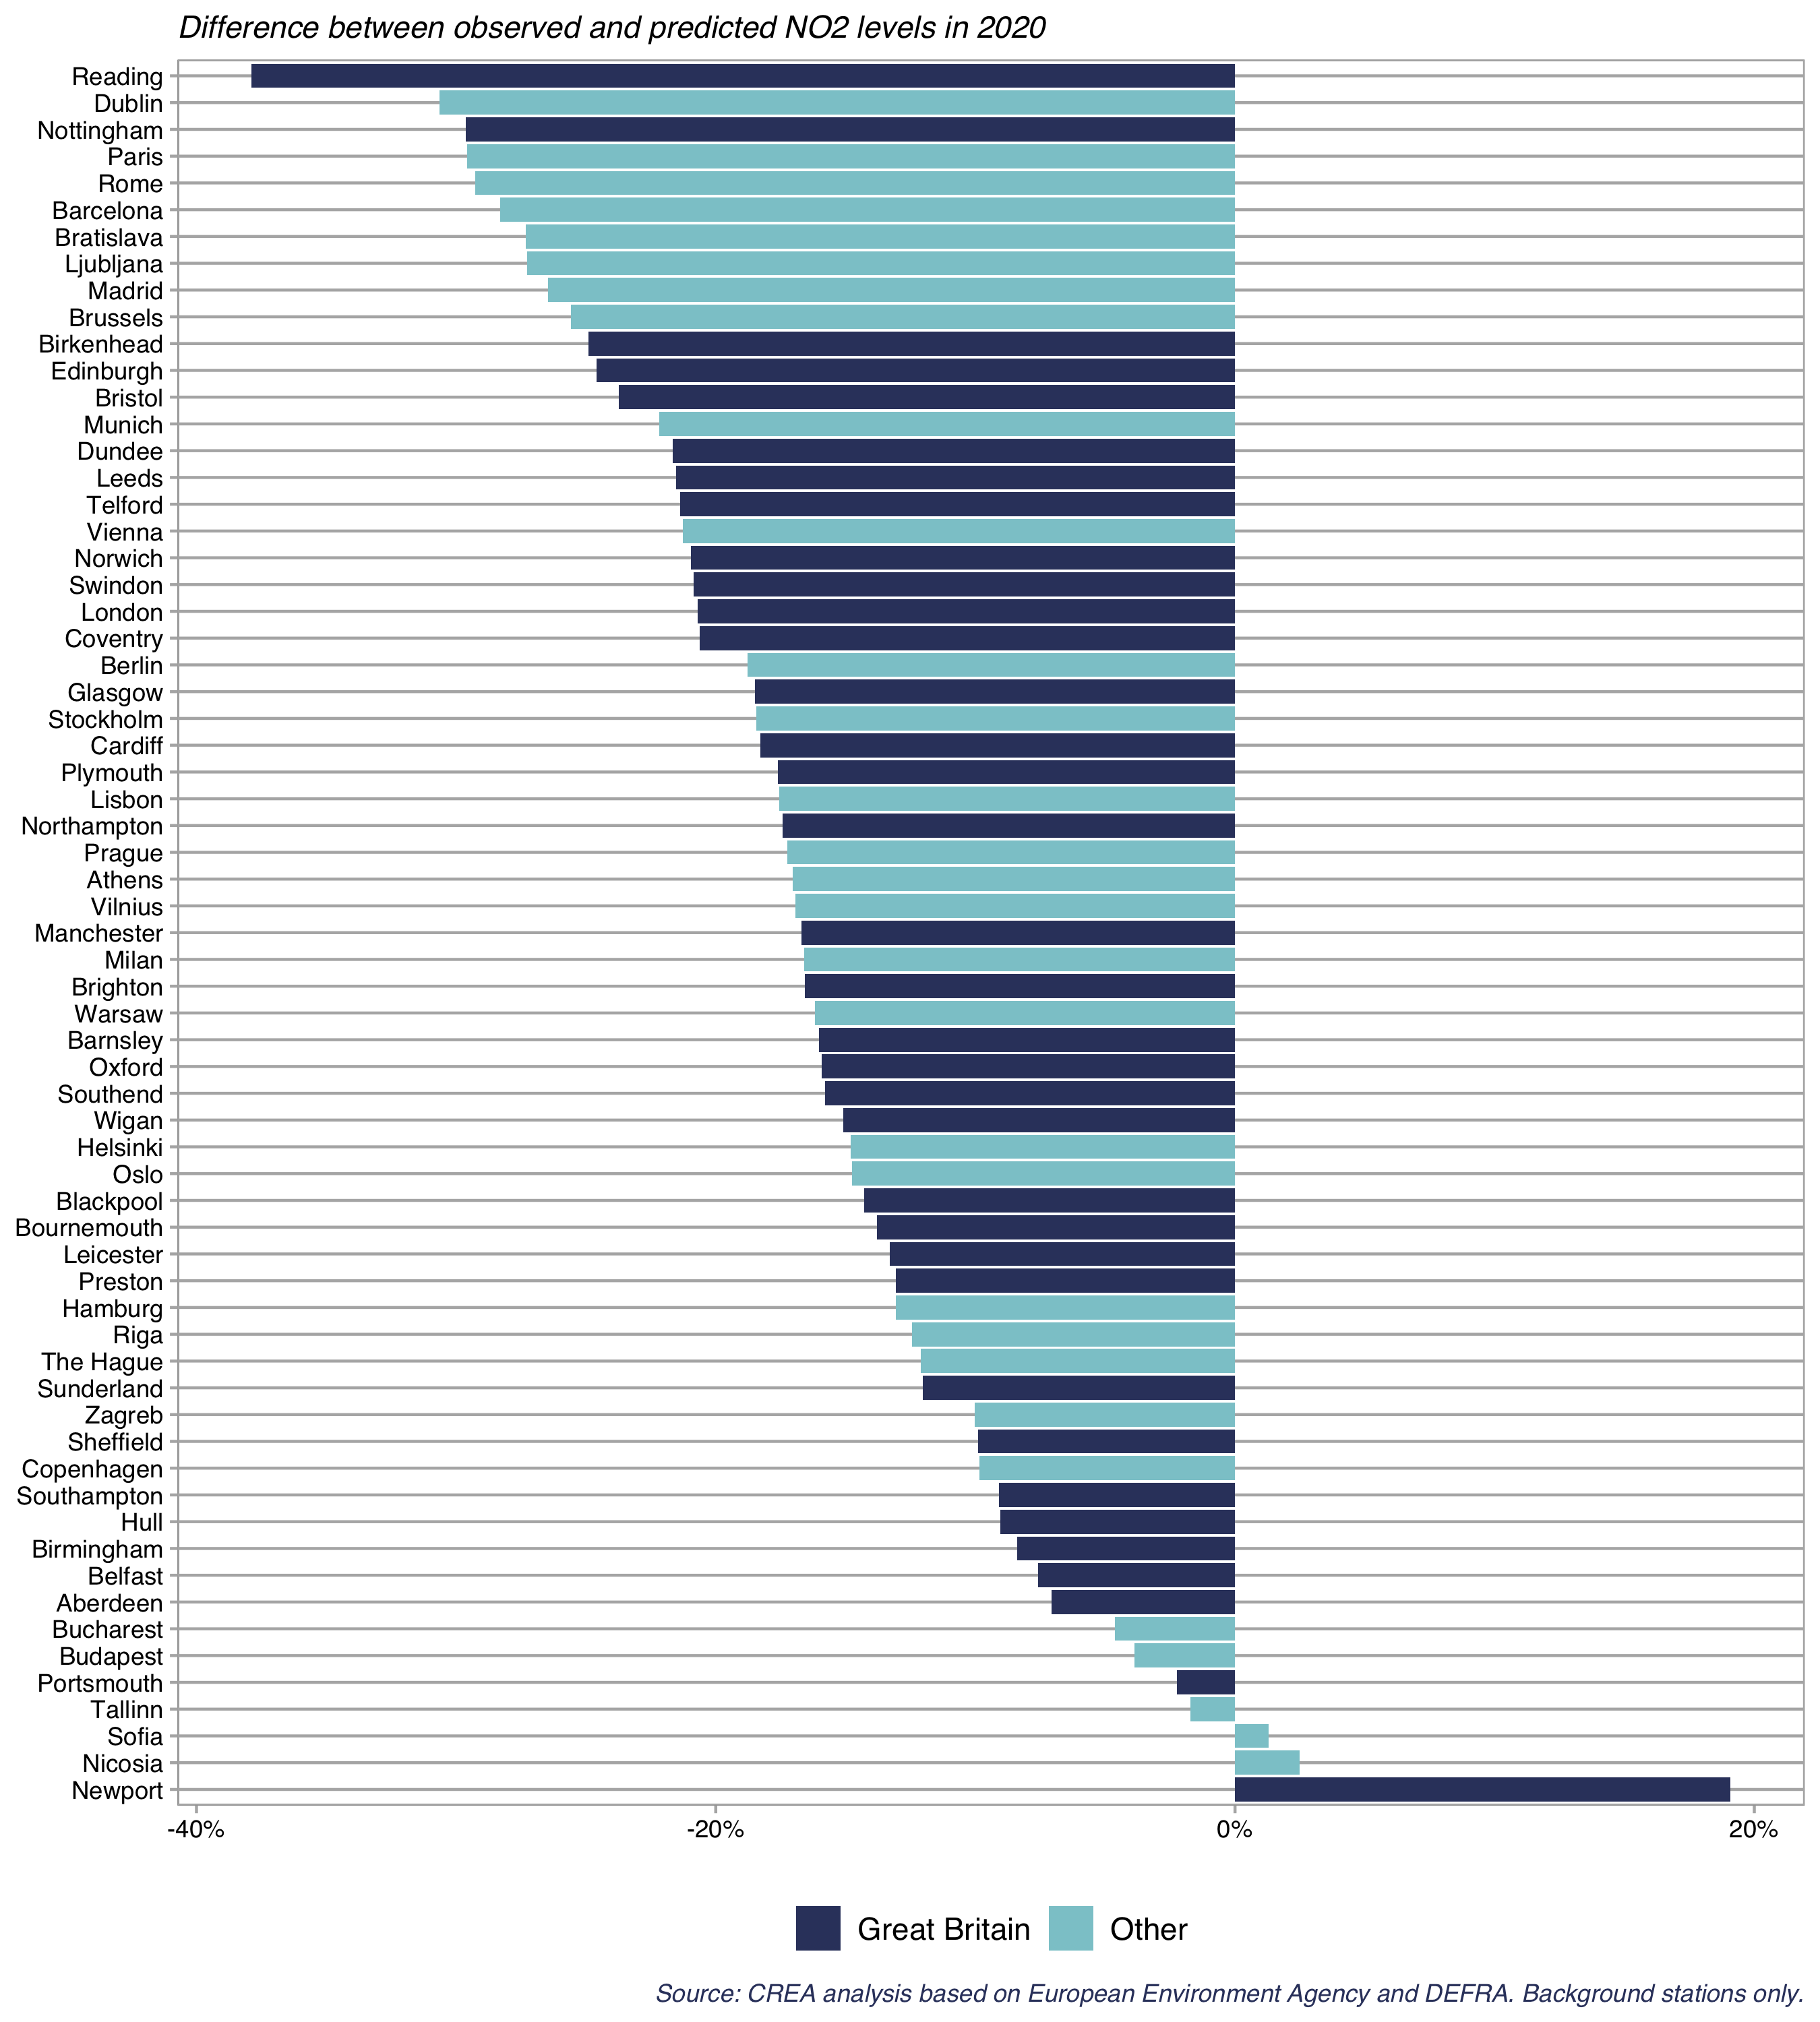 Difference between observed and predicted NO2 levels in 2020
Reading
Dublin
Nottingham
Paris
Rome
Barcelona
Bratislava
Ljubljana
Madrid
Brussels
Birkenhead
Edinburgh
Bristol
Munich
Dundee
Leeds
Telford
Vienna
Norwich
Swindon
London
Coventry
Berlin
Glasgow
Stockholm
Cardiff
Plymouth
Lisbon
Northampton
Prague
Athens
Vilnius
Manchester
Milan
Brighton
Warsaw
Barnsley
Oxford
Southend
Wigan
Helsinki
Oslo
Blackpool
Bournemouth
Leicester
Preston
Hamburg
Riga
The Hague
Sunderland
Zagreb
Sheffield
Copenhagen
Southampton
Hull
Birmingham
Belfast
Aberdeen
Bucharest
Budapest
Portsmouth
Tallinn
Sofia
Nicosia
Newport
-40% -20% 0% 20%
Great Britain Other
Source: CREA analysis based on European Environment Agency and DEFRA. Background stations only.